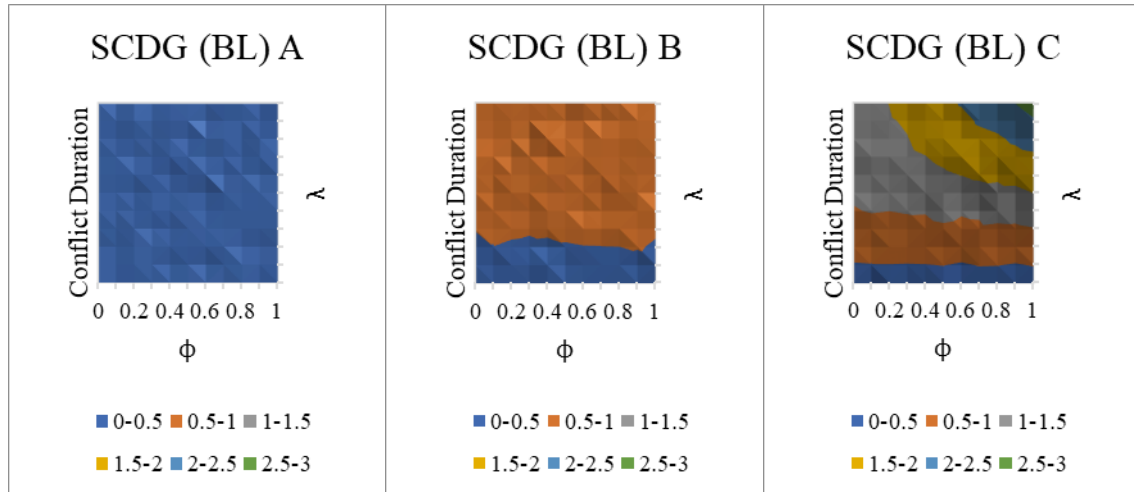 SCDG (BL) A
Conflict Duration
λ
0 0.2 0.4 0.6 0.8 1
ϕ
0-0.5 0.5-1 1-1.5
1.5-2 2-2.5 2.5-3
SCDG (BL) B
Conflict Duration
λ
0 0.2 0.4 0.6 0.8 1
ϕ
0-0.5 0.5-1 1-1.5
1.5-2 2-2.5 2.5-3
SCDG (BL) C
Conflict Duration
λ
0 0.2 0.4 0.6 0.8 1
ϕ
0-0.5 0.5-1 1-1.5
1.5-2 2-2.5 2.5-3